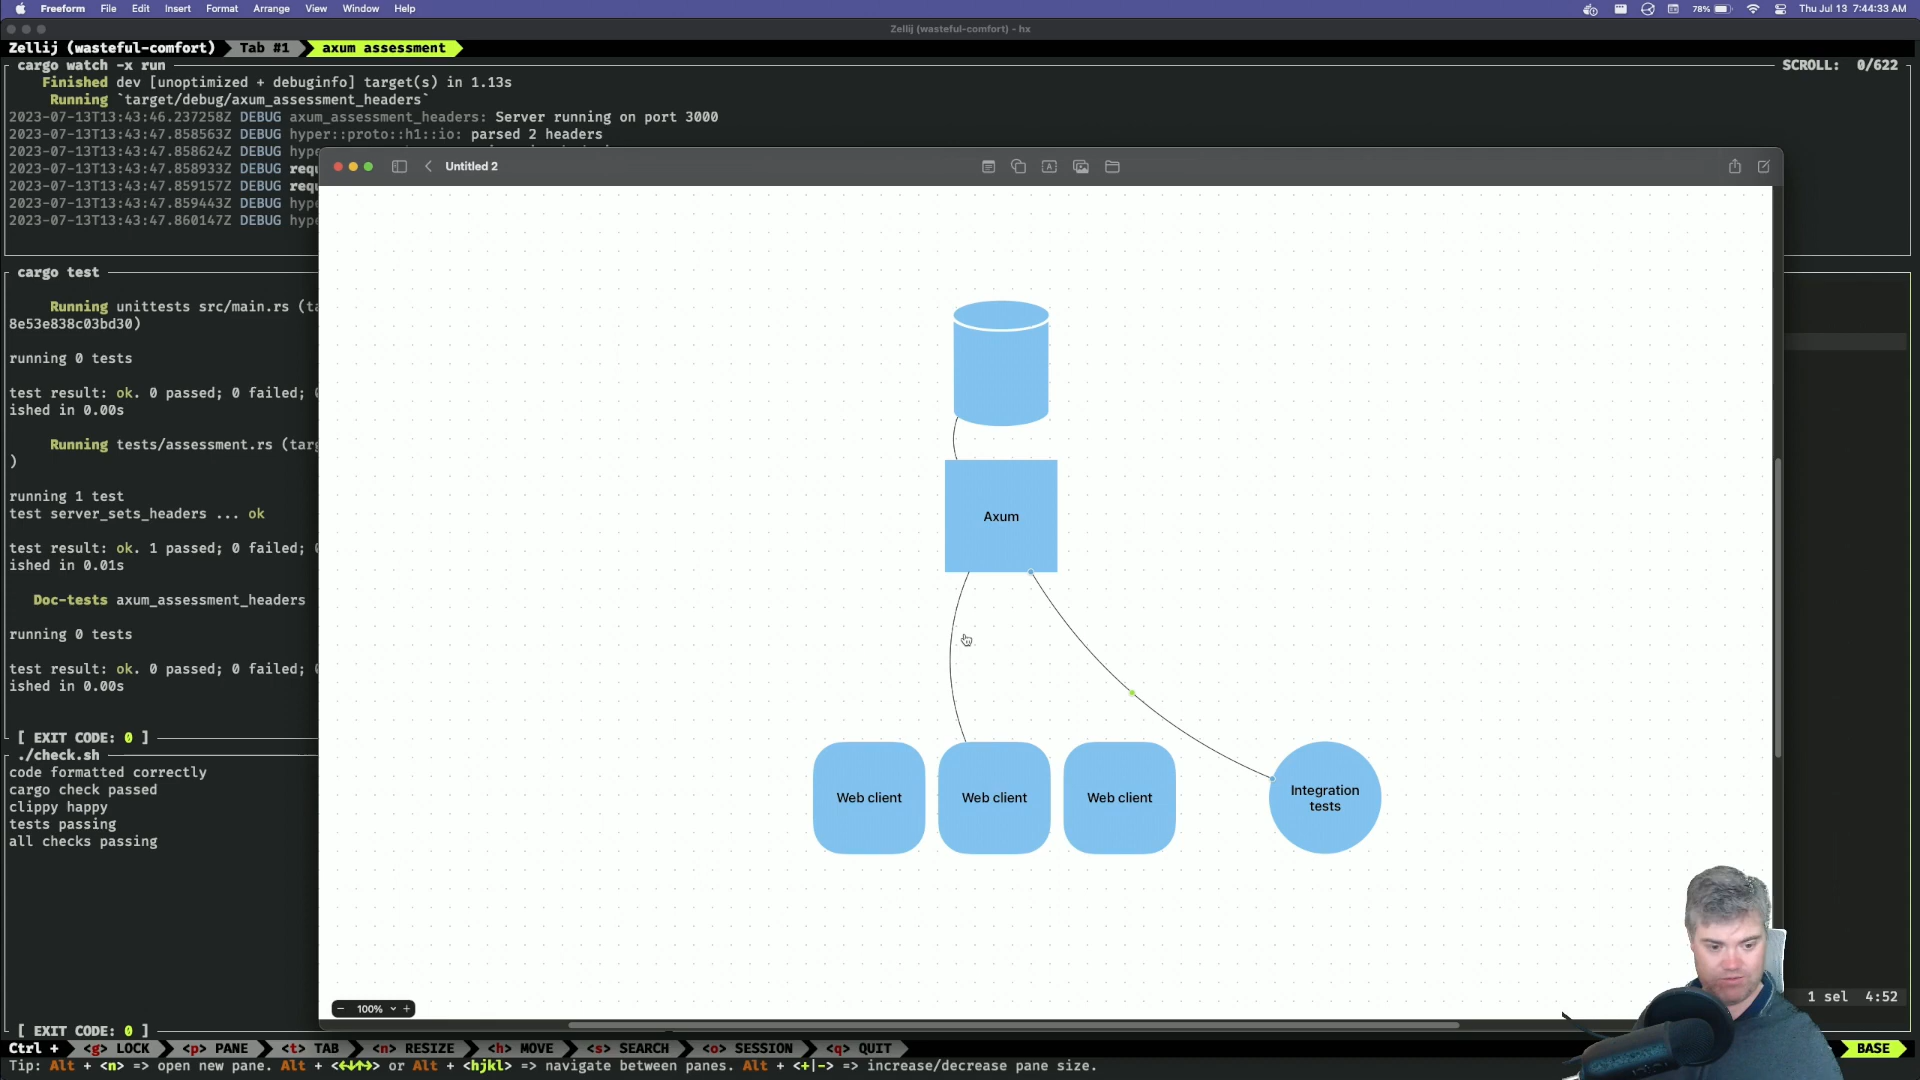 Freeform File Edit Insert Format Arrange View Window Help 78% Thu Jul 13 7:44:33 AM
Zellij (wasteful-comfort) - hx
Zellij (wasteful-comfort) Tab #1 axum assessment
cargo watch -x run SCROLL: 0/622
Finished dev [unoptimized + debuginfo] target(s) in 1.13s
Running `target/debug/axum_assessment_headers`
2023-07-13T13:43:46.237258Z DEBUG axum_assessment_headers: Server running on port 3000
2023-07-13T13:43:47.858563Z DEBUG hyper::proto::h1::io: parsed 2 headers
2023-07-13T13:43:47.858624Z DEBUG hype
2023-07-13T13:43:47.858933Z DEBUG requ
2023-07-13T13:43:47.859157Z DEBUG requ
2023-07-13T13:43:47.859443Z DEBUG hype
2023-07-13T13:43:47.860147Z DEBUG hype
Untitled 2
cargo test
Running unittests src/main.rs (ta
8e53e838c03bd30)
running 0 tests
test result: ok. 0 passed; 0 failed;
ished in 0.00s
Running tests/assessment.rs (targ
)
running 1 test
test server_sets_headers ... ok
test result: ok. 1 passed; 0 failed;
ished in 0.01s
Doc-tests axum_assessment_headers
running 0 tests
test result: ok. 0 passed; 0 failed;
ished in 0.00s
[ EXIT CODE: 0 ]
./check.sh
code formatted correctly
cargo check passed
clippy happy
tests passing
all checks passing
[ EXIT CODE: 0 ]
Axum
Web client
Web client
Web client
Integration
tests
100%
1 sel 4:52
Ctrl + <g> LOCK <p> PANE <t> TAB <n> RESIZE <h> MOVE <s> SEARCH <o> SESSION <q> QUIT BASE
Tip: Alt + <n> => open new pane. Alt + <←↓↑→> or Alt + <hjkl> => navigate between panes. Alt + <+|-> => increase/decrease pane size.